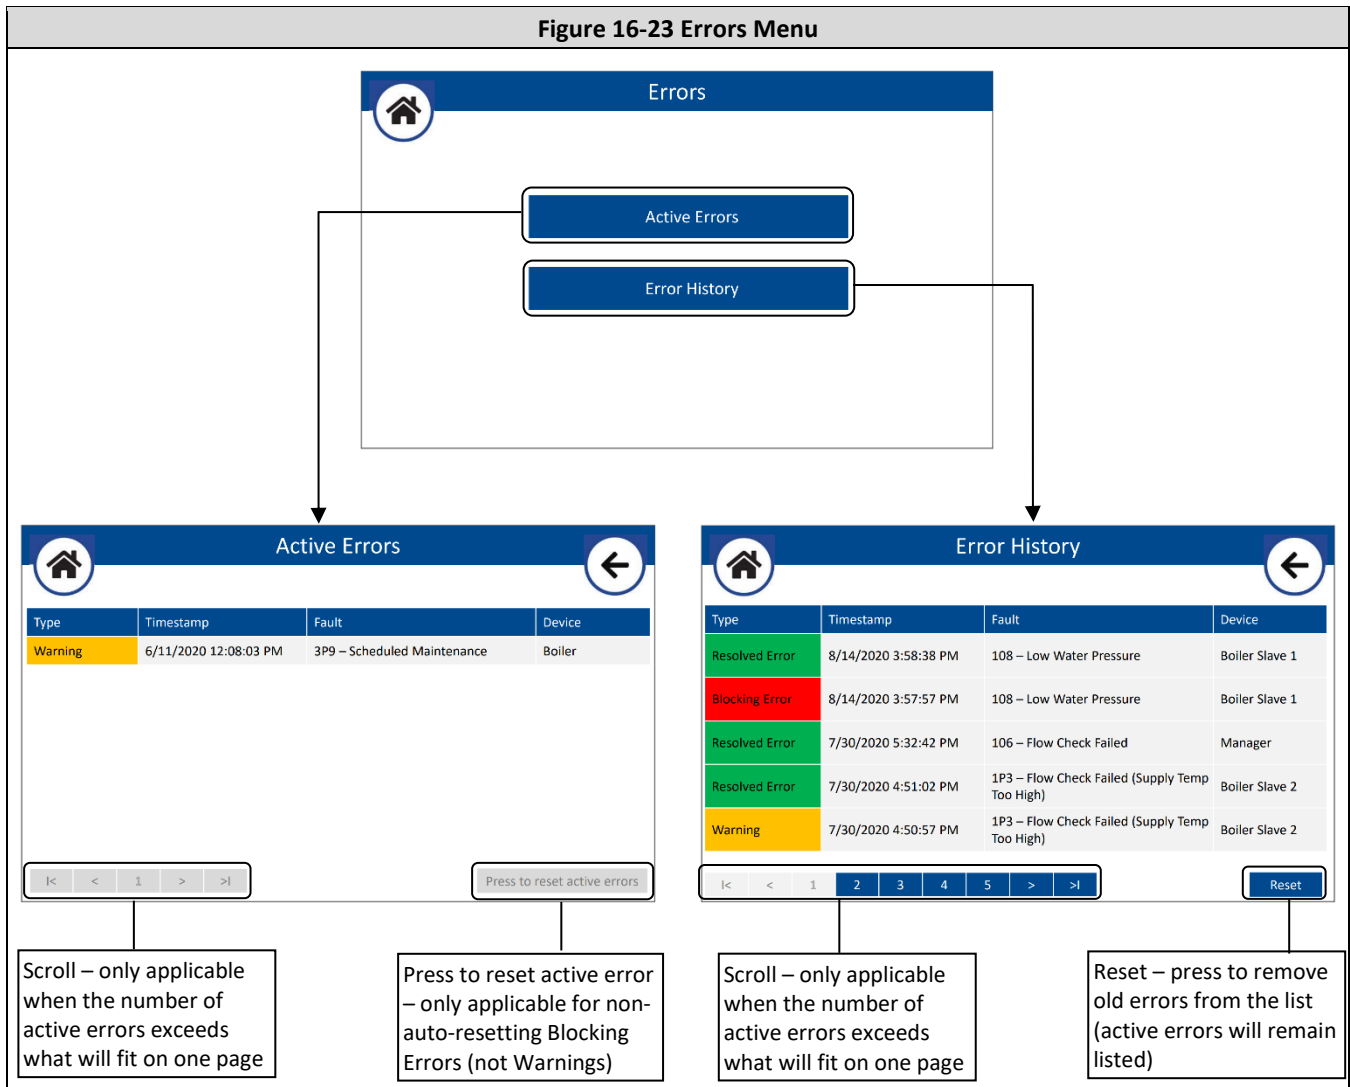 Figure 16-23 Errors Menu
Errors
Active Errors
Error History
Active Errors
Type Timestamp Fault Device
Warning 6/11/2020 12:08:03 PM 3P9 – Scheduled Maintenance Boiler
|< < 1 > >|
Press to reset active errors
Scroll – only applicable
when the number of
active errors exceeds
what will fit on one page
Press to reset active error
– only applicable for non-
auto-resetting Blocking
Errors (not Warnings)
Error History
Type Timestamp Fault Device
Resolved Error 8/14/2020 3:58:38 PM 108 – Low Water Pressure Boiler Slave 1
Blocking Error 8/14/2020 3:57:57 PM 108 – Low Water Pressure Boiler Slave 1
Resolved Error 7/30/2020 5:32:42 PM 106 – Flow Check Failed Manager
Resolved Error 7/30/2020 4:51:02 PM 1P3 – Flow Check Failed (Supply Temp
Too High) Boiler Slave 2
Warning 7/30/2020 4:50:57 PM 1P3 – Flow Check Failed (Supply Temp
Too High) Boiler Slave 2
|< < 1 2 3 4 5 > >|
Reset
Scroll – only applicable
when the number of
active errors exceeds
what will fit on one page
Reset – press to remove
old errors from the list
(active errors will remain
listed)